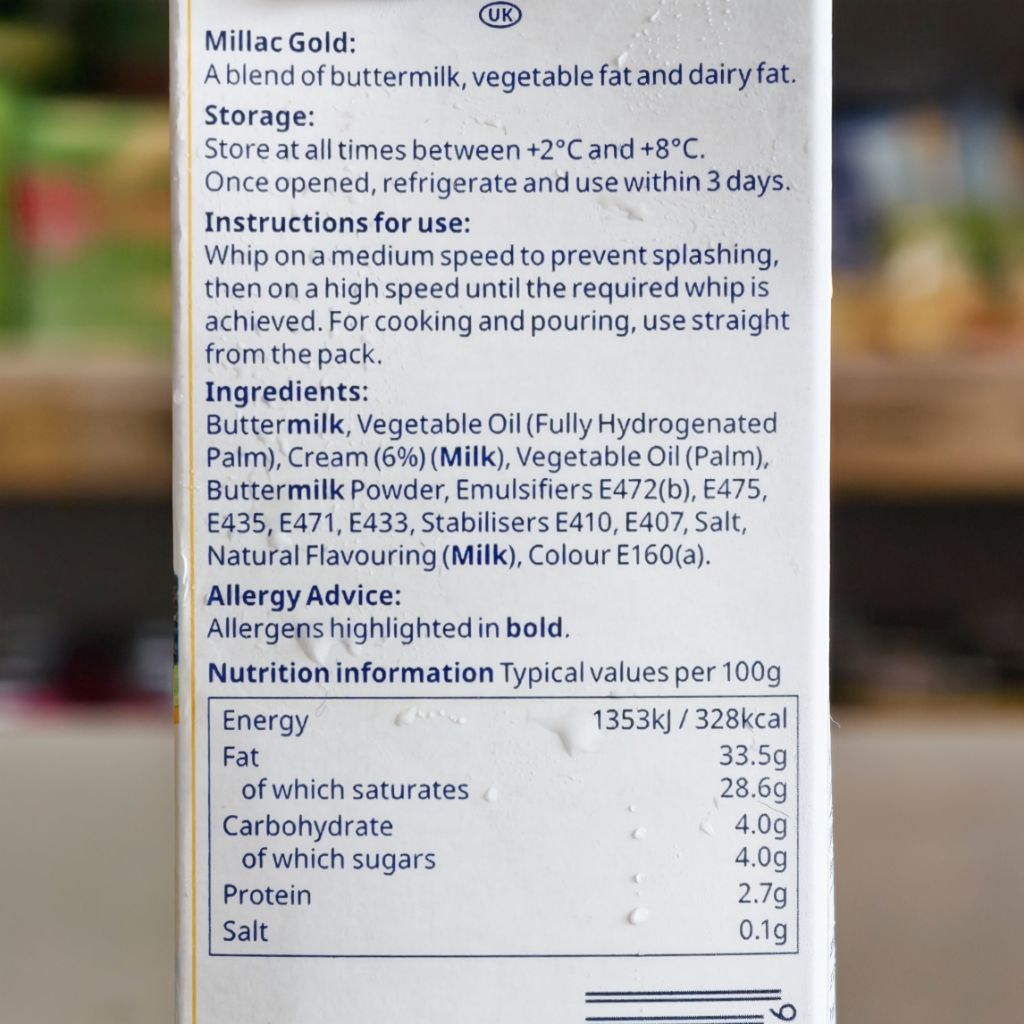 UK
Millac Gold:
A blend of buttermilk, vegetable fat and dairy fat.
Storage:
Store at all times between +2°C and +8°C.
Once opened, refrigerate and use within 3 days.
Instructions for use:
Whip on a medium speed to prevent splashing,
then on a high speed until the required whip is
achieved. For cooking and pouring, use straight
from the pack.
Ingredients:
Buttermilk, Vegetable Oil (Fully Hydrogenated
Palm), Cream (6%) (Milk), Vegetable Oil (Palm),
Buttermilk Powder, Emulsifiers E472(b), E475,
E435, E471, E433, Stabilisers E410, E407, Salt,
Natural Flavouring (Milk), Colour E160(a).
Allergy Advice:
Allergens highlighted in bold.
Nutrition information Typical values per 100g
Energy 1353kJ / 328kcal
Fat 33.5g
of which saturates 28.6g
Carbohydrate 4.0g
of which sugars 4.0g
Protein 2.7g
Salt 0.1g
9